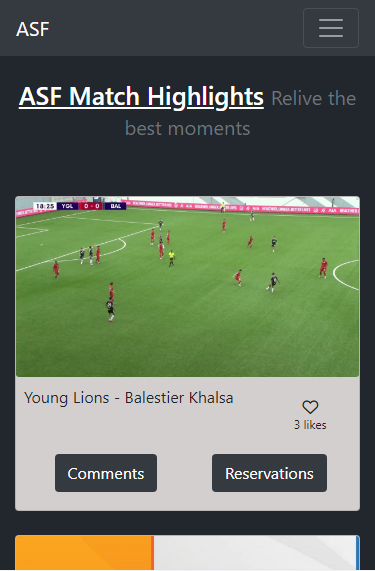 ASF
ASF Match Highlights Relive the
best moments
18:25 YGL 0 - 0 BAL
Young Lions - Balestier Khalsa
3 likes
Comments
Reservations